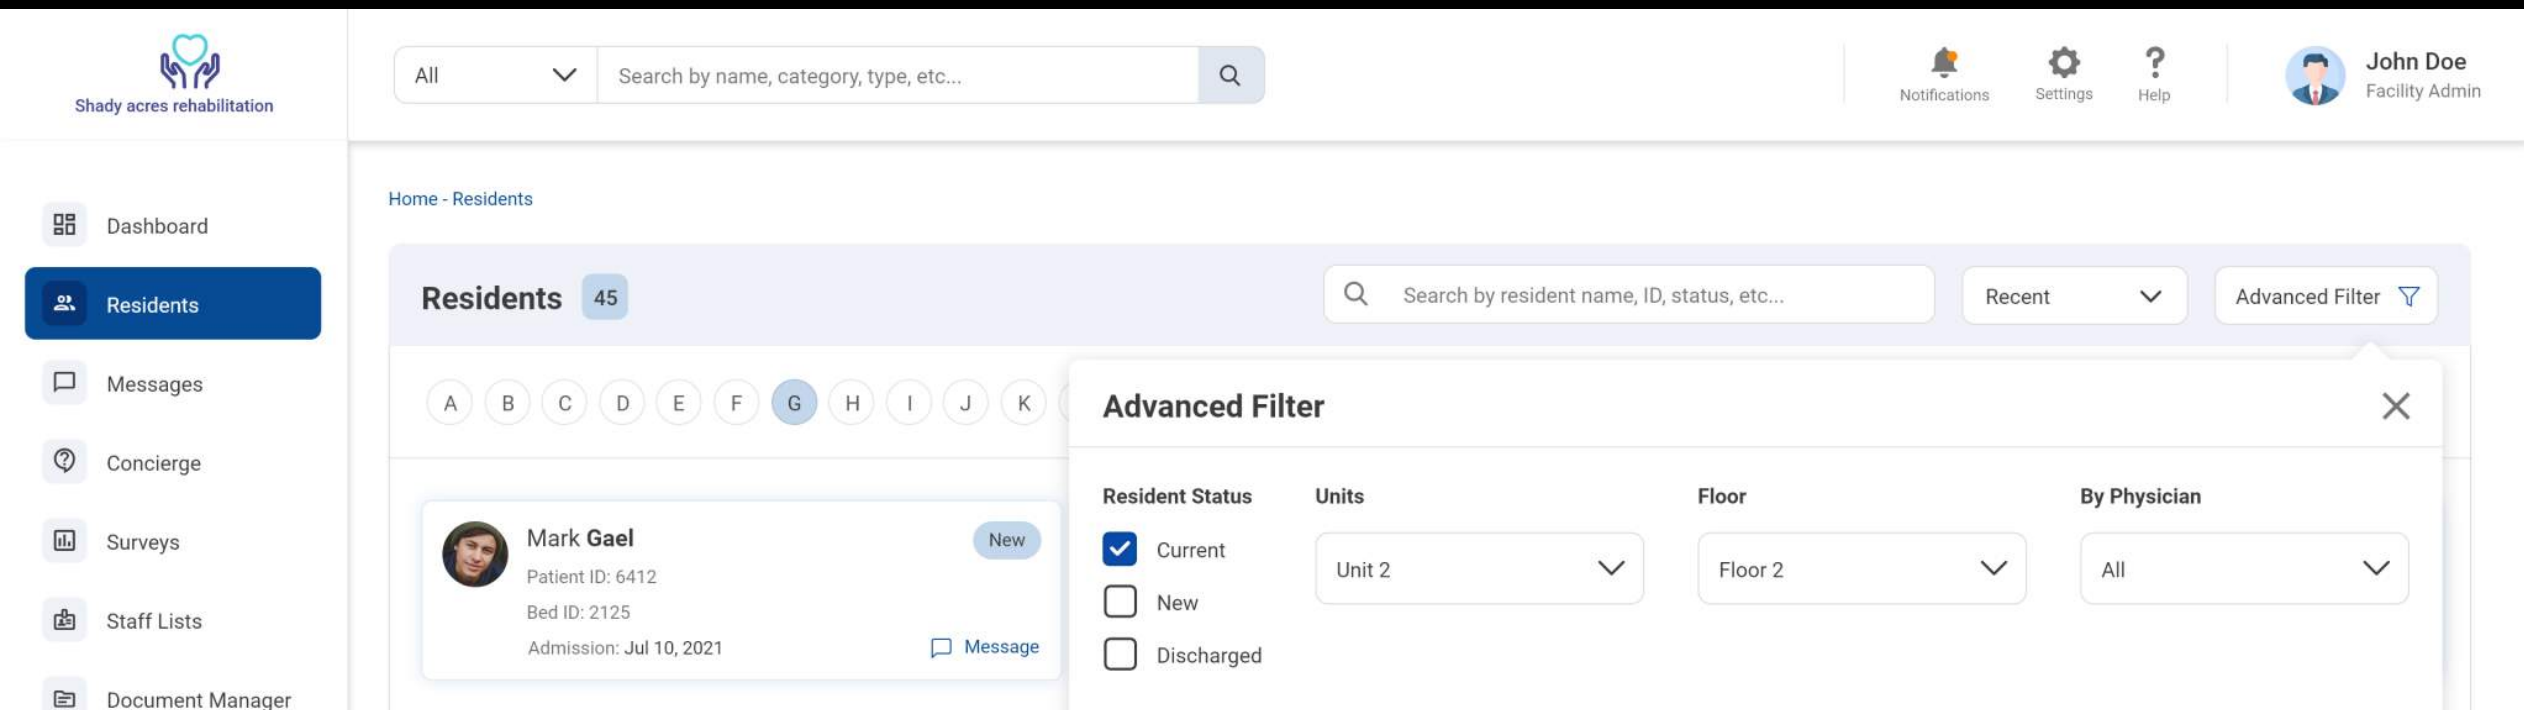 Shady acres rehabilitation
All
Search by name, category, type, etc...
Notifications
Settings
Help
John Doe
Facility Admin
Dashboard
Residents
Messages
Concierge
Surveys
Staff Lists
Document Manager
Home - Residents
Residents 45
Search by resident name, ID, status, etc...
Recent
Advanced Filter
A B C D E F G H I J K
Mark Gael
New
Patient ID: 6412
Bed ID: 2125
Admission: Jul 10, 2021
Message
Advanced Filter
Resident Status
Current
New
Discharged
Units
Unit 2
Floor
Floor 2
By Physician
All